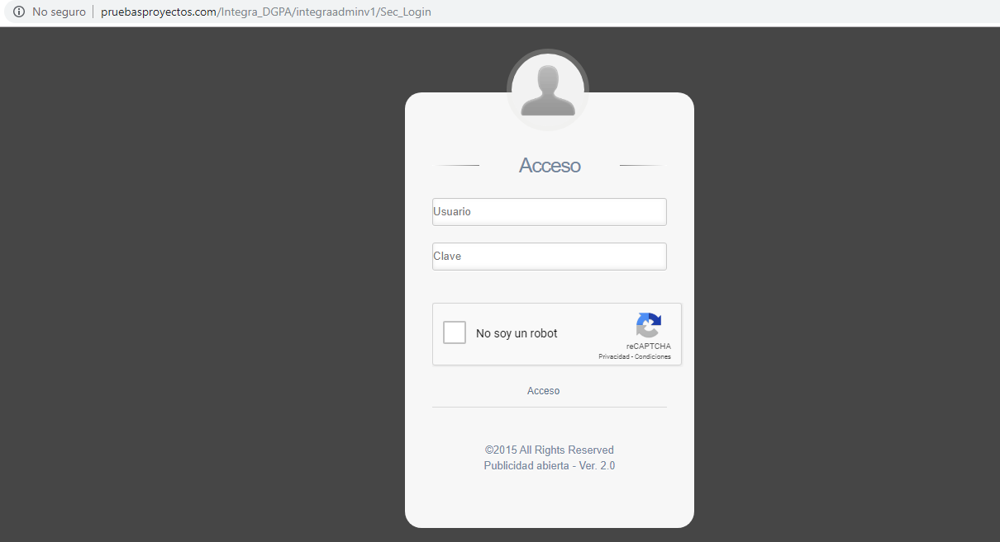 No seguro pruebasproyectos.com/Integra_DGPA/integraadminv1/Sec_Login
Acceso
Usuario
Clave
No soy un robot
reCAPTCHA
Privacidad - Condiciones
Acceso
©2015 All Rights Reserved
Publicidad abierta - Ver. 2.0